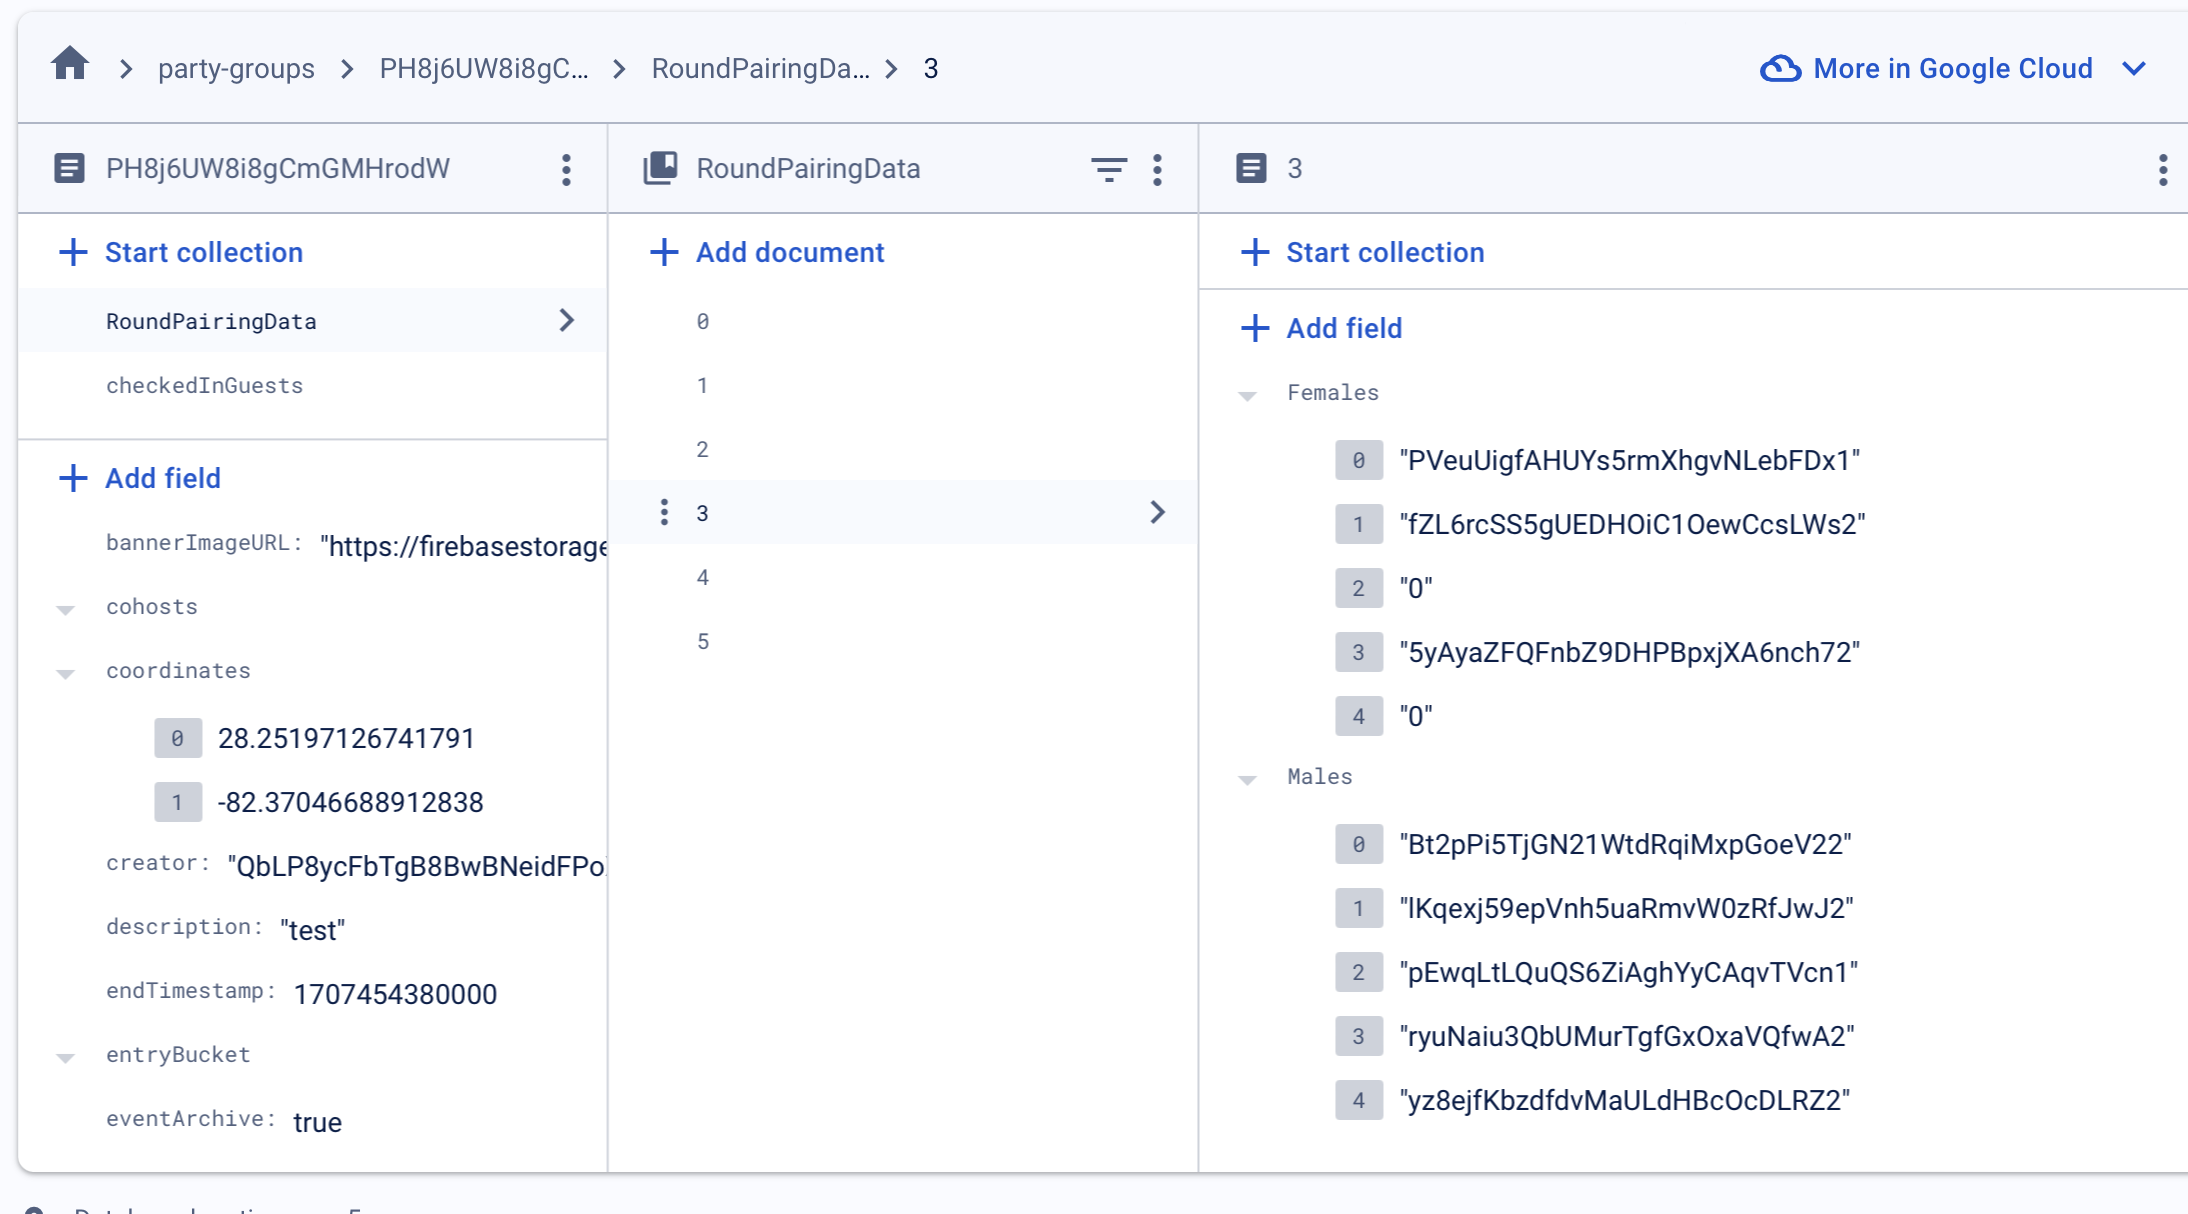 party-groups
PH8j6UW8i8gC...
RoundPairingDa...
3
More in Google Cloud
PH8j6UW8i8gCmGMHrodW
Start collection
RoundPairingData
checkedInGuests
Add field
bannerImageURL: "https://firebasestorage
cohosts
coordinates
0 28.25197126741791
1 -82.37046688912838
creator: "QbLP8ycFbTgB8BwBNeidFPo
description: "test"
endTimestamp: 1707454380000
entryBucket
eventArchive: true
RoundPairingData
Add document
0
1
2
3
4
5
3
Start collection
Add field
Females
0 "PVeuUigfAHUYs5rmXhgvNLebFDx1"
1 "fZL6rcSS5gUEDHOiC1OewCcsLWs2"
2 "0"
3 "5yAyaZFQFnbZ9DHPBpxjXA6nch72"
4 "0"
Males
0 "Bt2pPi5TjGN21WtdRqiMxpGoeV22"
1 "lKqexj59epVnh5uaRmvW0zRfJwJ2"
2 "pEwqLtLQuQS6ZiAghYyCAqvTVcn1"
3 "ryuNaiu3QbUMurTgfGxOxaVQfwA2"
4 "yz8ejfKbzdfdvMaULdHBcOcDLRZ2"